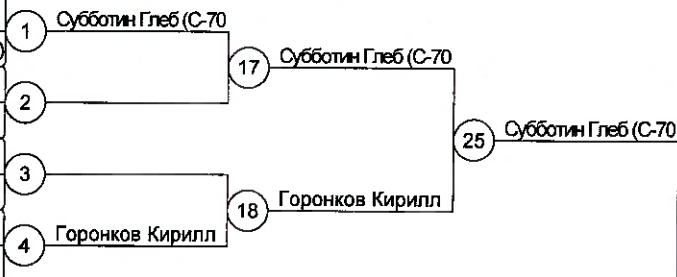 1 Субботин Глеб (С-70
17 Субботин Глеб (С-70
2
25 Субботин Глеб (С-70
3
18 Горонков Кирилл
4 Горонков Кирилл